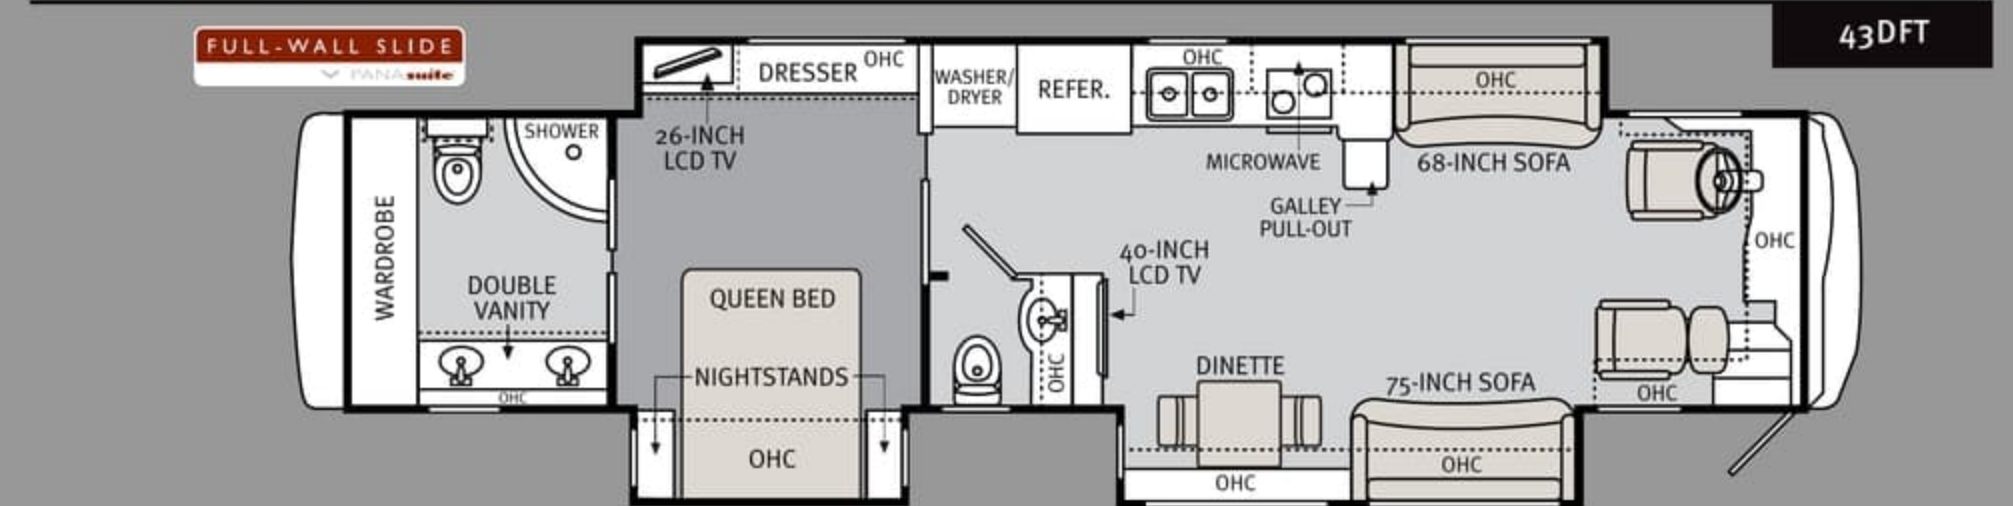 FULL-WALL SLIDE
PANAsuite
43DFT
DRESSER
OHC
WASHER/
DRYER
REFER.
OHC
OHC
SHOWER
26-INCH
LCD TV
MICROWAVE
68-INCH SOFA
GALLEY
PULL-OUT
WARDROBE
DOUBLE
VANITY
40-INCH
LCD TV
OHC
QUEEN BED
NIGHTSTANDS
OHC
DINETTE
75-INCH SOFA
OHC
OHC
OHC
OHC
OHC